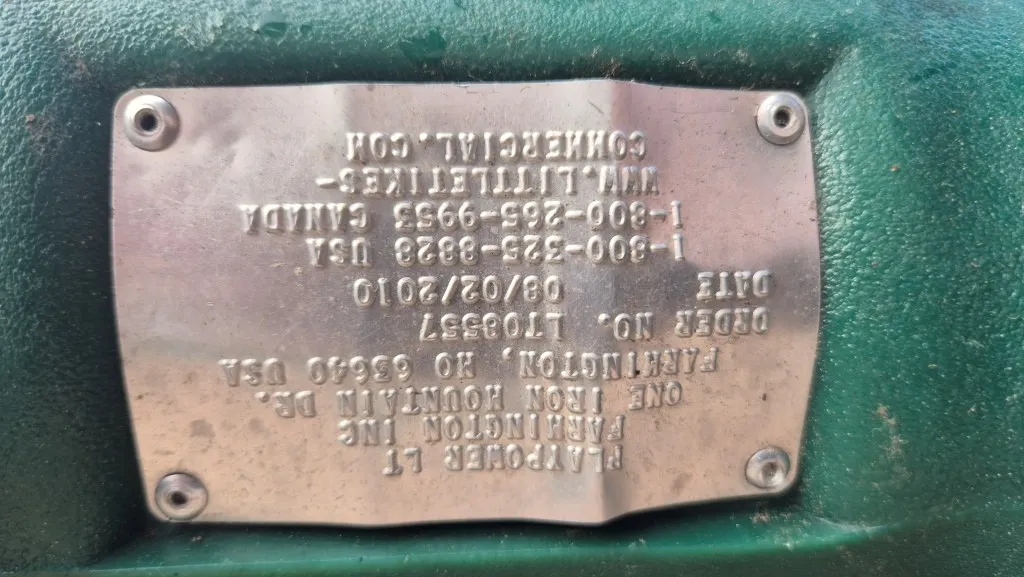 PLAYPOWER LT
FARMINGTON INC
ONE IRON MOUNTAIN DR.
FARMINGTON, MO 63640 USA
ORDER NO. LT08557
DATE 08/02/2010
1-800-325-8828 USA
1-800-265-9953 CANADA
WWW.LITTLETIKES-
COMMERCIAL.COM